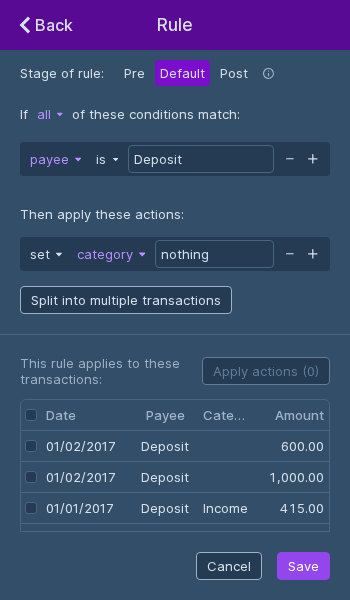 Back Rule
Stage of rule: Pre Default Post
If all of these conditions match:
payee is Deposit
Then apply these actions:
set category nothing
Split into multiple transactions
This rule applies to these
transactions:
Apply actions (0)
Date Payee Cate... Amount
01/02/2017 Deposit 600.00
01/02/2017 Deposit 1,000.00
01/01/2017 Deposit Income 415.00
Cancel Save